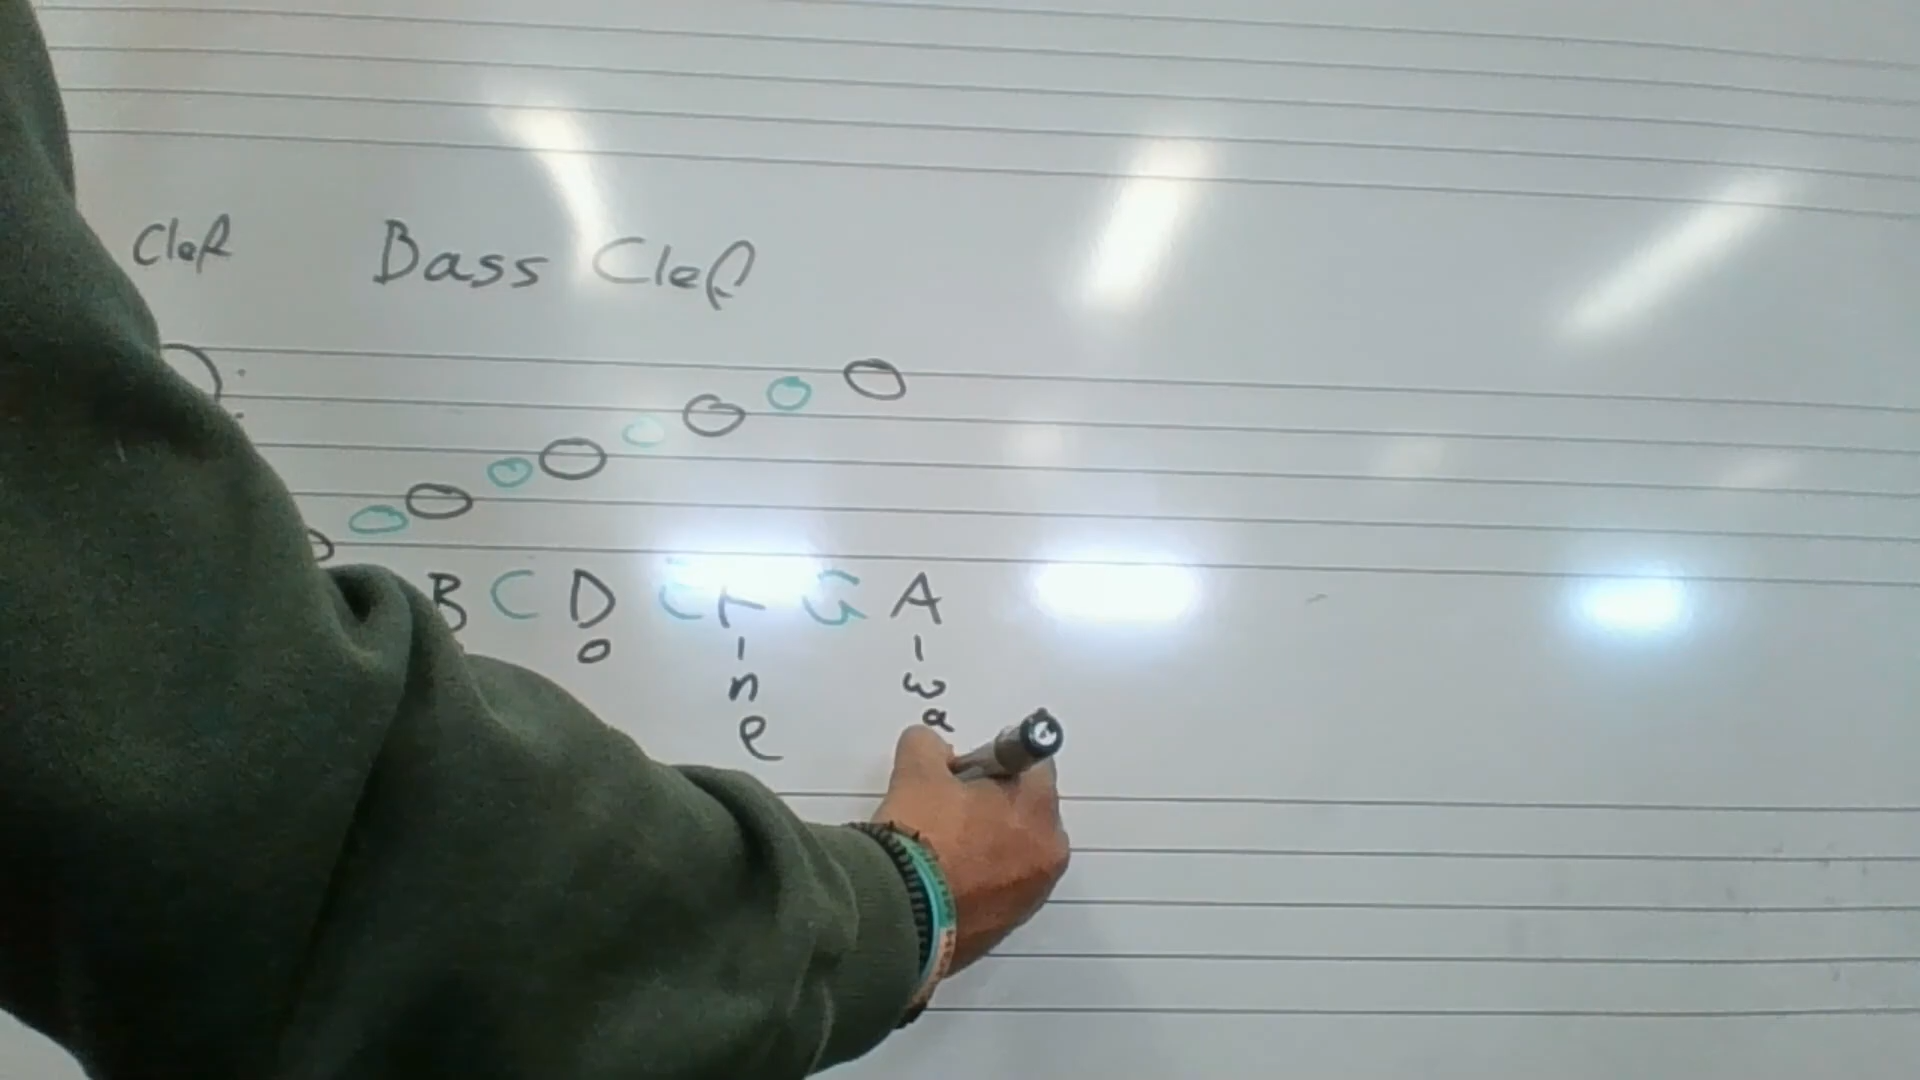 Clef Bass Clef
B C D E F G A
o i i
n w
e a